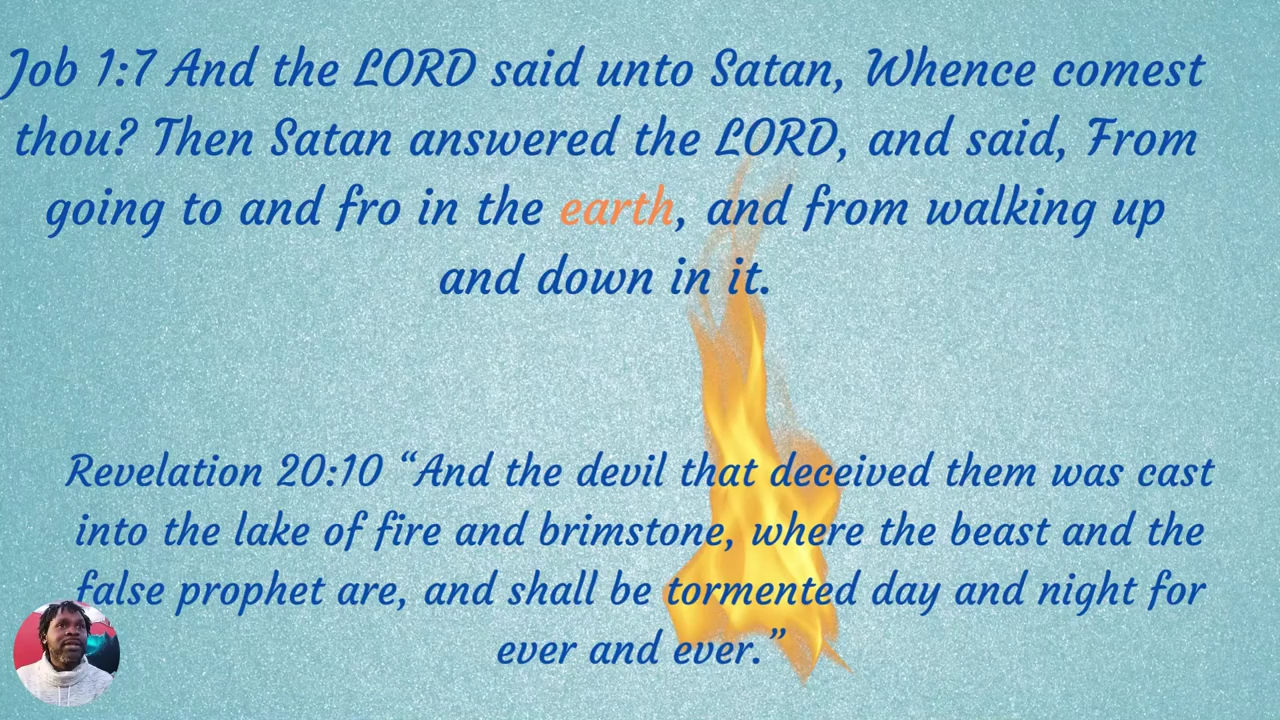 Job 1:7 And the LORD said unto Satan, Whence comest
thou? Then Satan answered the LORD, and said, From
going to and fro in the earth, and from walking up
and down in it.
Revelation 20:10 “And the devil that deceived them was cast
into the lake of fire and brimstone, where the beast and the
false prophet are, and shall be tormented day and night for
ever and ever.”